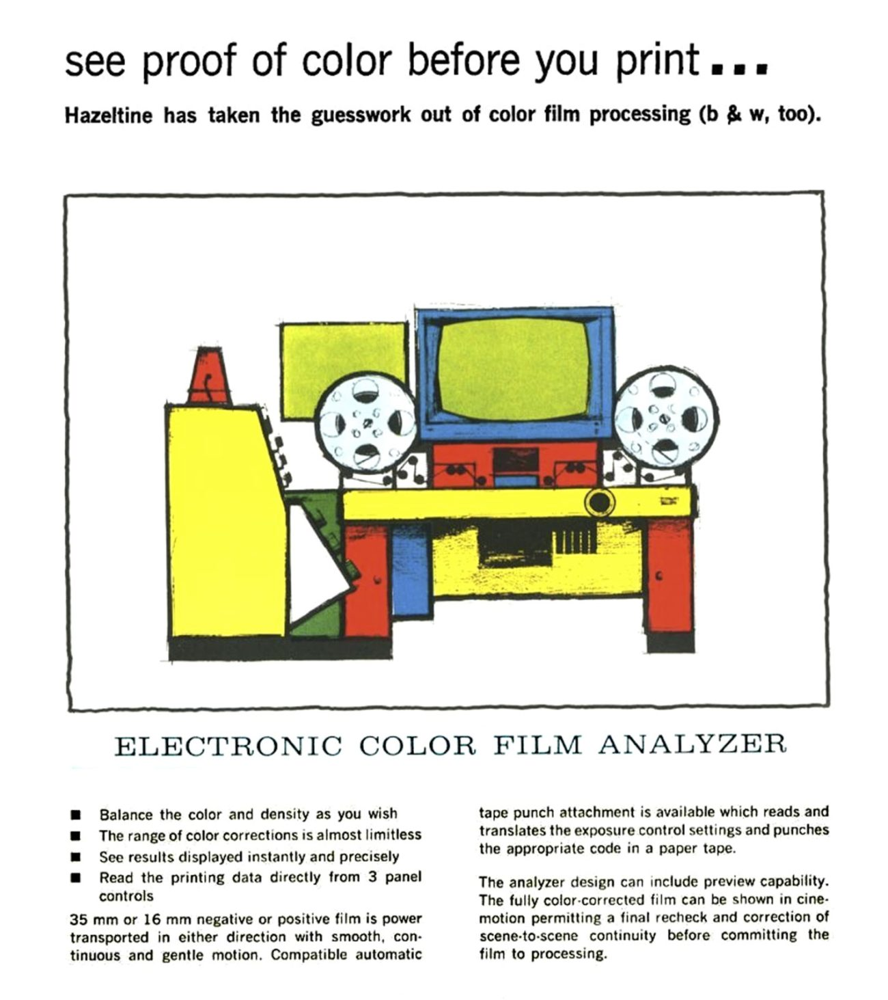 see proof of color before you print...
Hazeltine has taken the guesswork out of color film processing (b & w, too).
ELECTRONIC COLOR FILM ANALYZER
■ Balance the color and density as you wish
■ The range of color corrections is almost limitless
■ See results displayed instantly and precisely
■ Read the printing data directly from 3 panel
controls
35 mm or 16 mm negative or positive film is power
transported in either direction with smooth, con-
tinuous and gentle motion. Compatible automatic
tape punch attachment is available which reads and
translates the exposure control settings and punches
the appropriate code in a paper tape.
The analyzer design can include preview capability.
The fully color-corrected film can be shown in cine-
motion permitting a final recheck and correction of
scene-to-scene continuity before committing the
film to processing.